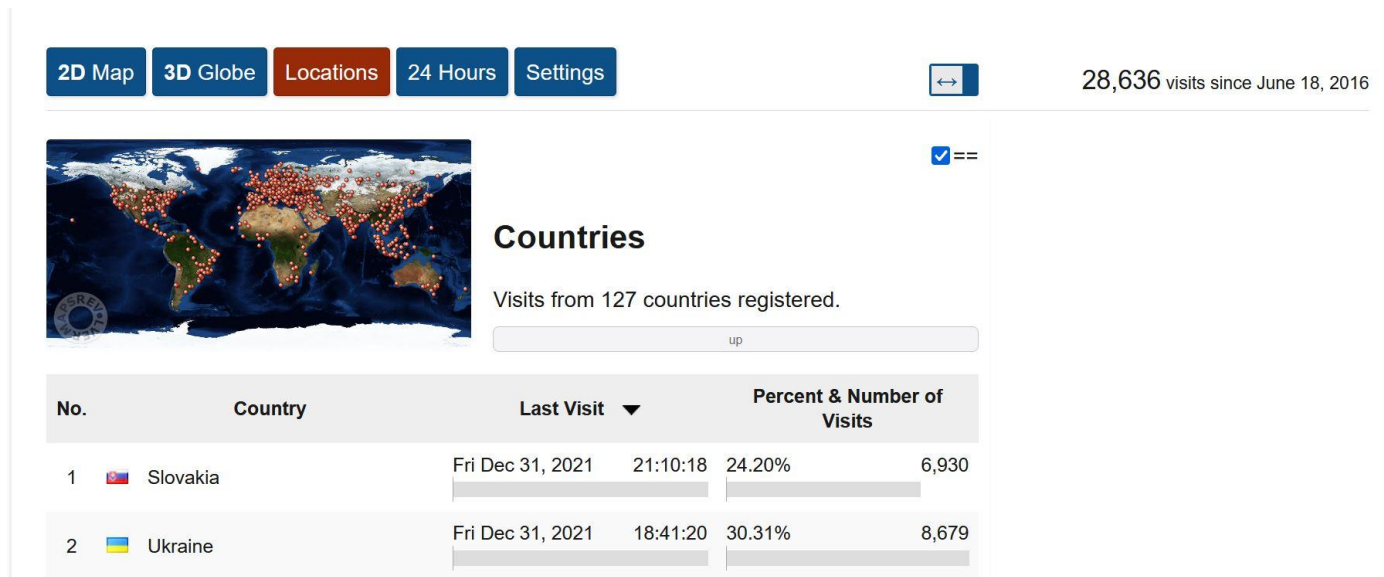 2D Map 3D Globe Locations 24 Hours Settings ↔ 28,636 visits since June 18, 2016
==
Countries
Visits from 127 countries registered.
up
No. Country Last Visit ▼ Percent & Number of
Visits
1 Slovakia Fri Dec 31, 2021 21:10:18 24.20% 6,930
2 Ukraine Fri Dec 31, 2021 18:41:20 30.31% 8,679